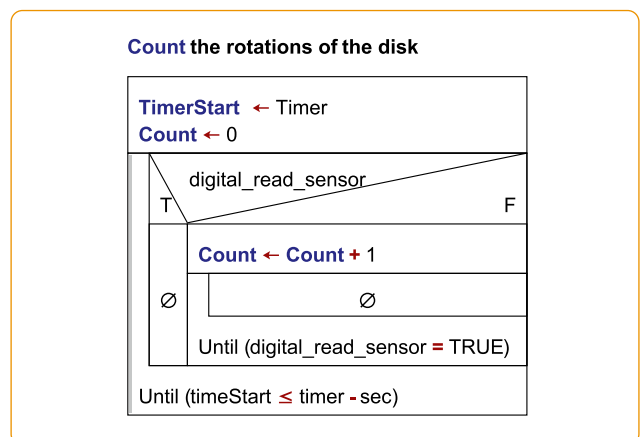 Count the rotations of the disk
TimerStart ← Timer
Count ← 0
digital_read_sensor
T F
Count ← Count + 1
∅ ∅
Until (digital_read_sensor = TRUE)
Until (timeStart ≤ timer - sec)